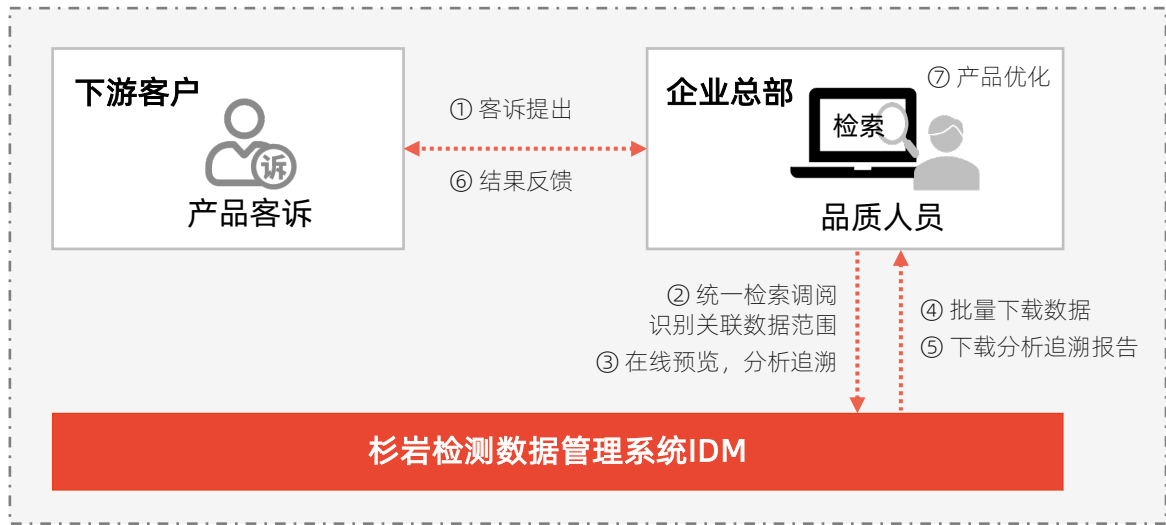 下游客户
诉
产品客诉
① 客诉提出
⑥ 结果反馈
企业总部
⑦ 产品优化
检索
品质人员
② 统一检索调阅
识别关联数据范围
③ 在线预览，分析追溯
④ 批量下载数据
⑤ 下载分析追溯报告
杉岩检测数据管理系统IDM